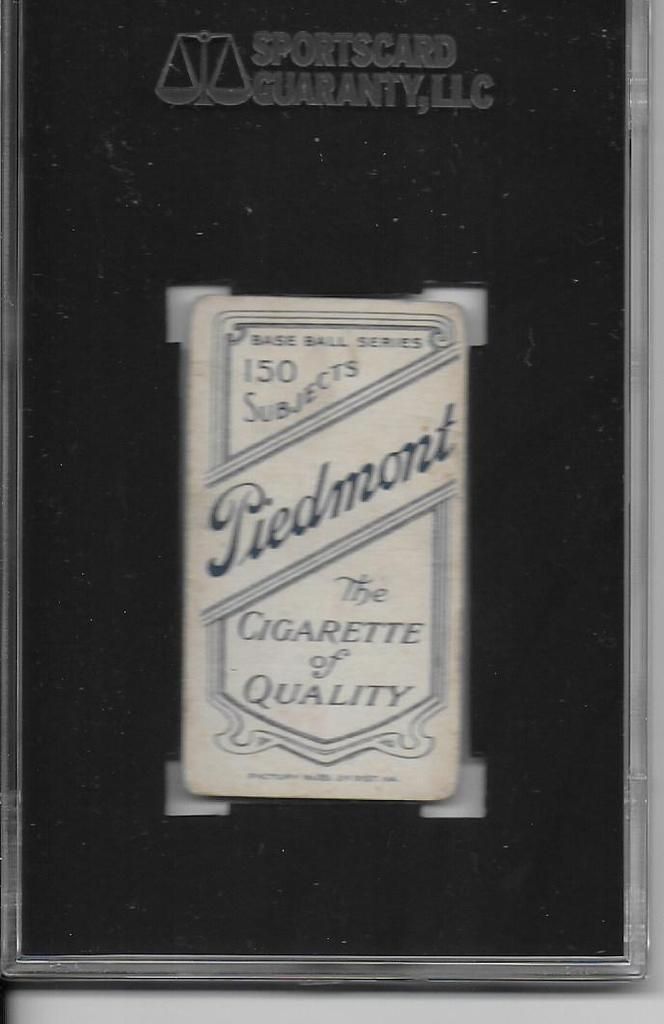 SPORTSCARD
GUARANTY, LLC
BASE BALL SERIES
150
SUBJECTS
Piedmont
The
CIGARETTE
of
QUALITY